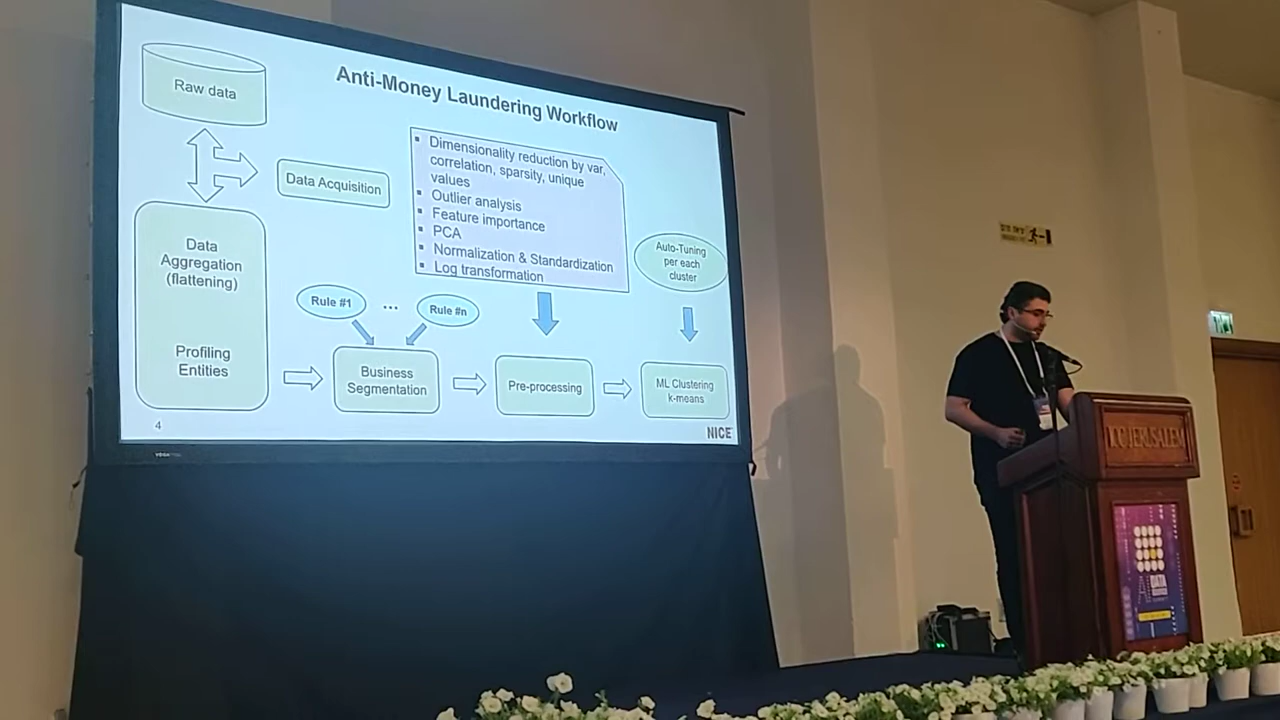 Anti-Money Laundering Workflow
Raw data
Data Acquisition
Data
Aggregation
(flattening)
Profiling
Entities
▪ Dimensionality reduction by var,
correlation, sparsity, unique
values
▪ Outlier analysis
▪ Feature importance
▪ PCA
▪ Normalization & Standardization
▪ Log transformation
Auto-Tuning
per each
cluster
Rule #1
...
Rule #n
Business
Segmentation
Pre-processing
ML Clustering
k-means
4
NICE
ICC JERUSALEM
DATA